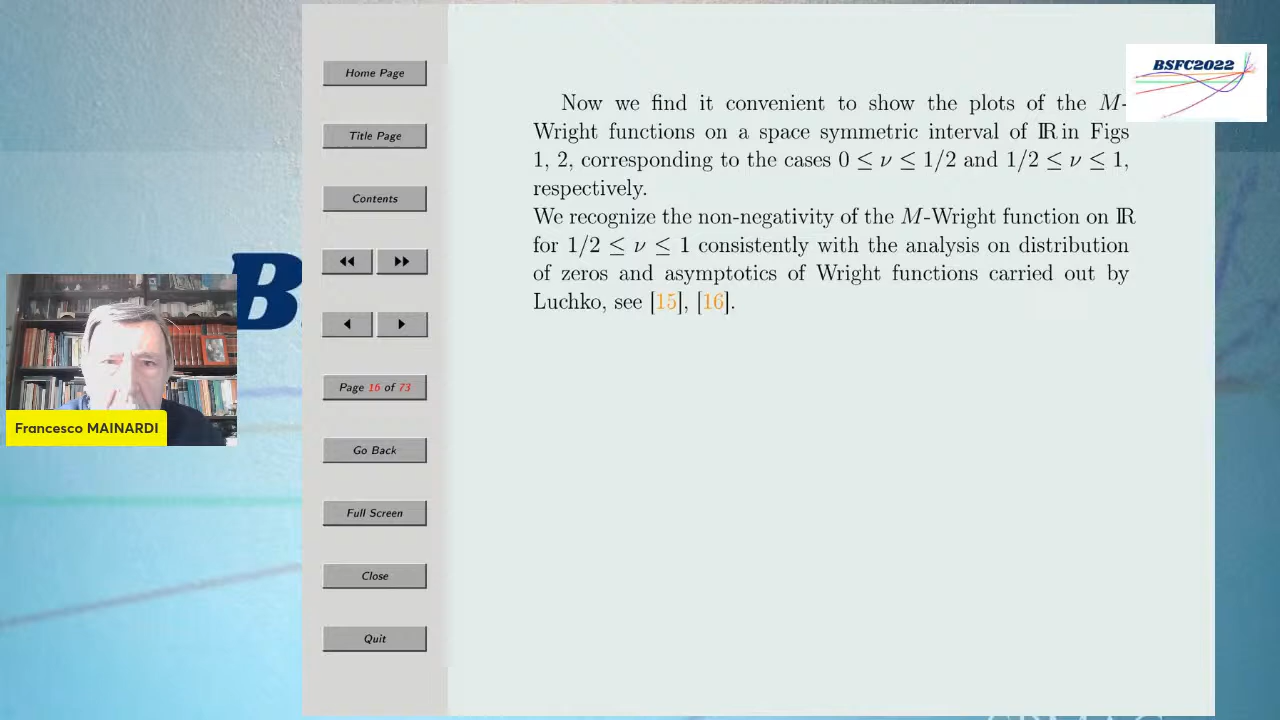 Home Page
Title Page
Contents
Page 16 of 73
Go Back
Full Screen
Close
Quit
Now we find it convenient to show the plots of the M-
Wright functions on a space symmetric interval of ℝ in Figs
1, 2, corresponding to the cases 0 ≤ ν ≤ 1/2 and 1/2 ≤ ν ≤ 1,
respectively.
We recognize the non-negativity of the M-Wright function on ℝ
for 1/2 ≤ ν ≤ 1 consistently with the analysis on distribution
of zeros and asymptotics of Wright functions carried out by
Luchko, see [15], [16].
BSFC2022
B
Francesco MAINARDI